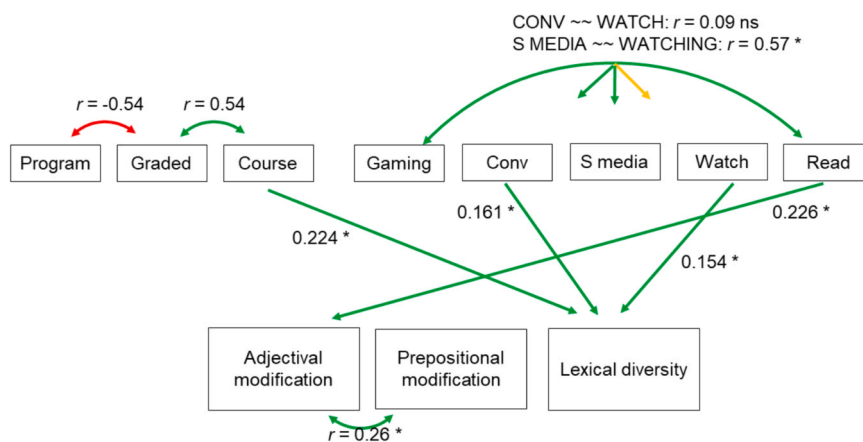 CONV ~~ WATCH: r = 0.09 ns
S MEDIA ~~ WATCHING: r = 0.57 *
r = -0.54
r = 0.54
Program
Graded
Course
Gaming
Conv
S media
Watch
Read
0.224 *
0.161 *
0.154 *
0.226 *
Adjectival
modification
Prepositional
modification
Lexical diversity
r = 0.26 *